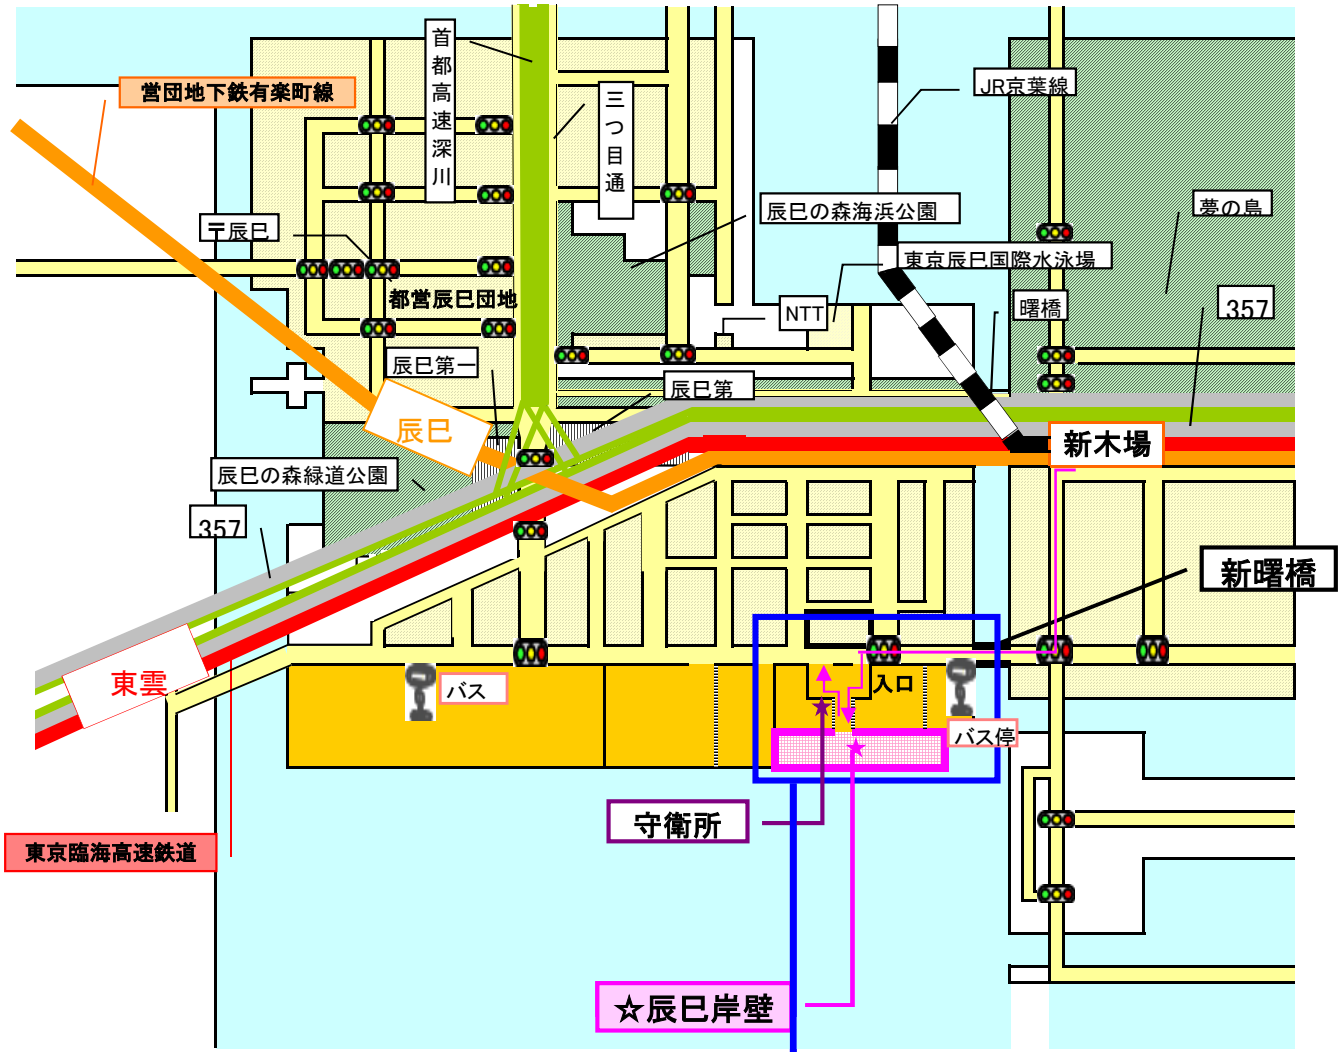 首都高速深川
三つ目通
JR京葉線
営団地下鉄有楽町線
辰巳の森海浜公園
夢の島
〒辰巳
東京辰巳国際水泳場
都営辰巳団地
NTT
曙橋
357
辰巳第一
辰巳第
辰巳
新木場
辰巳の森緑道公園
357
新曙橋
東雲
バス
入口
バス停
守衛所
東京臨海高速鉄道
☆辰巳岸壁